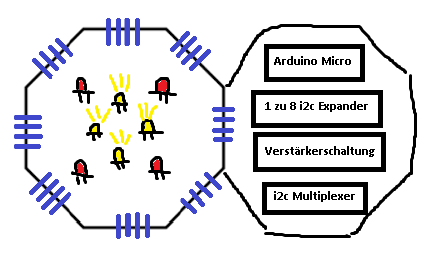 Arduino Micro
1 zu 8 i2c Expander
Verstärkerschaltung
i2c Multiplexer